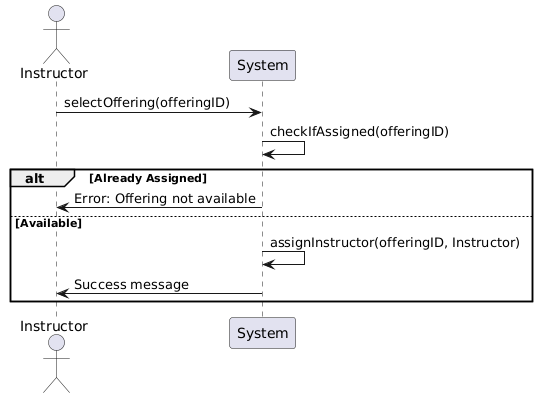 Instructor
System
selectOffering(offeringID)
checkIfAssigned(offeringID)
alt [Already Assigned]
Error: Offering not available
[Available]
assignInstructor(offeringID, Instructor)
Success message
Instructor
System